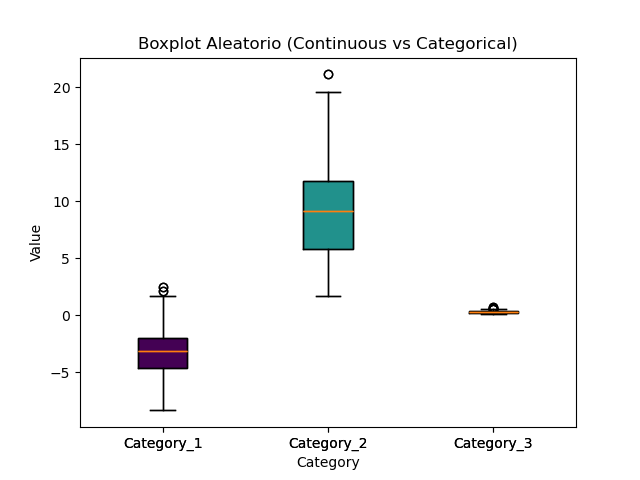 Boxplot Aleatorio (Continuous vs Categorical)
20
15
10
5
0
−5
Value
Category_1 Category_2 Category_3
Category